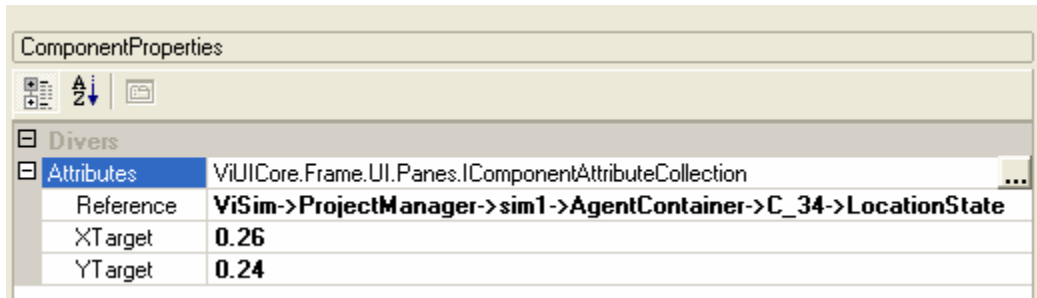 ComponentProperties
A Z
Divers
Attributes ViUICore.Frame.UI.Panes.IComponentAttributeCollection ...
Reference ViSim->ProjectManager->sim1->AgentContainer->C_34->LocationState
XTarget 0.26
YTarget 0.24